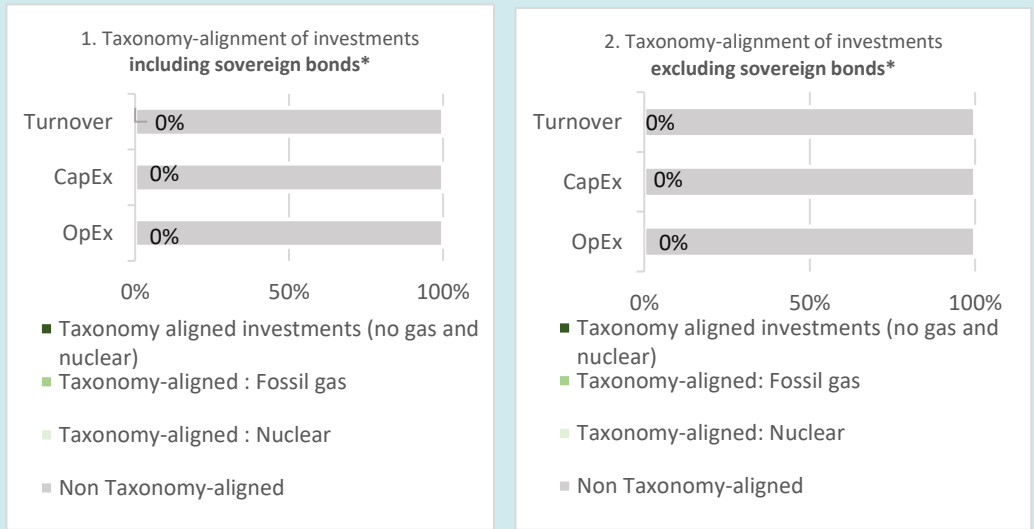 1. Taxonomy-alignment of investments
including sovereign bonds*
Turnover
0%
CapEx
0%
OpEx
0%
0% 50% 100%
Taxonomy aligned investments (no gas and
nuclear)
Taxonomy-aligned : Fossil gas
Taxonomy-aligned : Nuclear
Non Taxonomy-aligned
2. Taxonomy-alignment of investments
excluding sovereign bonds*
Turnover
0%
CapEx
0%
OpEx
0%
0% 50% 100%
Taxonomy aligned investments (no gas and
nuclear)
Taxonomy-aligned: Fossil gas
Taxonomy-aligned: Nuclear
Non Taxonomy-aligned